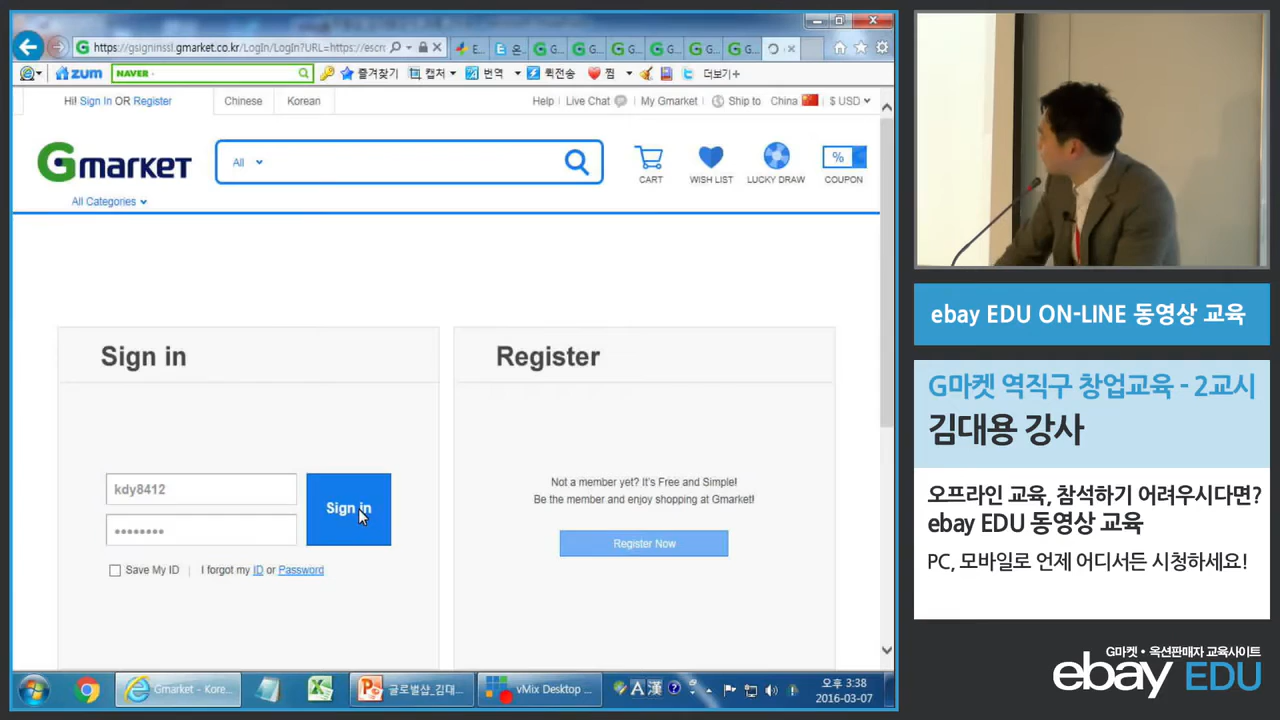 https://gsigninssl.gmarket.co.kr/LogIn/LogIn?URL=https://escr
E...
온...
G...
G...
G...
G...
G...
G...
zum
NAVER
즐겨찾기
캡처
번역
퀵전송
찜
더보기+
Hi! Sign In OR Register
Chinese
Korean
Help
Live Chat
My Gmarket
Ship to
China
$ USD
Gmarket
All
CART
WISH LIST
LUCKY DRAW
%
COUPON
All Categories
Sign in
Register
kdy8412
Sign in
Save My ID
I forgot my ID or Password
Not a member yet? It's Free and Simple!
Be the member and enjoy shopping at Gmarket!
Register Now
Gmarket - Kore...
글로벌샵_김대...
vMix Desktop ...
A 漢
오후 3:38
2016-03-07
ebay EDU ON-LINE 동영상 교육
G마켓 역직구 창업교육 - 2교시
김대용 강사
오프라인 교육, 참석하기 어려우시다면?
ebay EDU 동영상 교육
PC, 모바일로 언제 어디서든 시청하세요!
G마켓 • 옥션판매자 교육사이트
ebay EDU